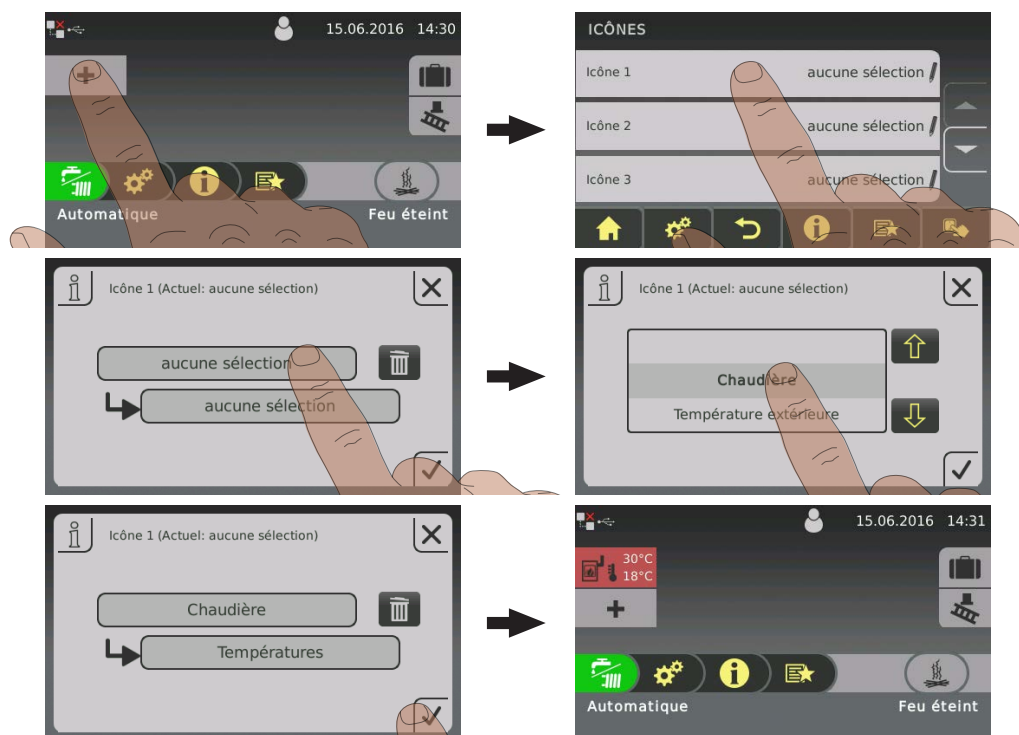 15.06.2016 14:30
Automatique
Feu éteint
ICÔNES
Icône 1 aucune sélection
Icône 2 aucune sélection
Icône 3 aucune sélection
Icône 1 (Actuel: aucune sélection)
aucune sélection
aucune sélection
Icône 1 (Actuel: aucune sélection)
Chaudière
Température extérieure
Icône 1 (Actuel: aucune sélection)
Chaudière
Températures
15.06.2016 14:31
30°C
18°C
Automatique
Feu éteint